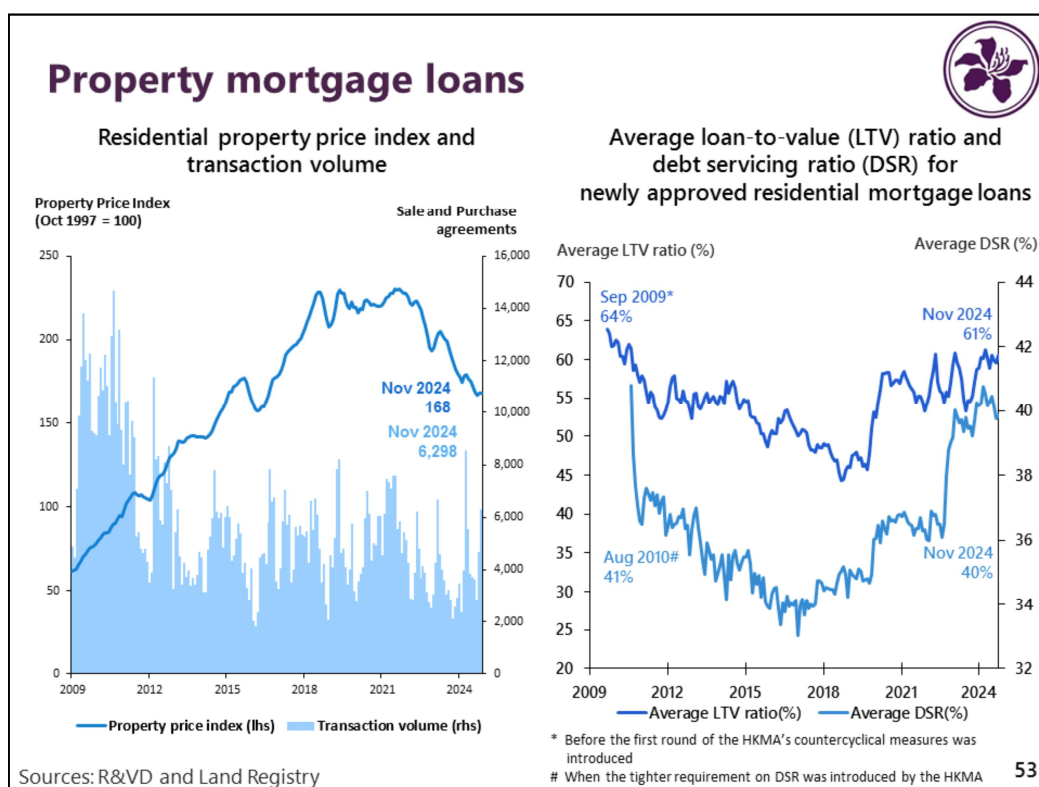 Property mortgage loans
Residential property price index and
transaction volume
Property Price Index
(Oct 1997 = 100)
Sale and Purchase
agreements
250
200
150
100
50
0
16,000
14,000
12,000
10,000
8,000
6,000
4,000
2,000
0
Nov 2024
168
Nov 2024
6,298
2009
2012
2015
2018
2021
2024
Property price index (lhs)
Transaction volume (rhs)
Average loan-to-value (LTV) ratio and
debt servicing ratio (DSR) for
newly approved residential mortgage loans
Average LTV ratio (%)
Average DSR (%)
70
65
60
55
50
45
40
35
30
25
20
44
42
40
38
36
34
32
Sep 2009*
64%
Nov 2024
61%
Aug 2010#
41%
Nov 2024
40%
2009
2012
2015
2018
2021
2024
Average LTV ratio(%)
Average DSR(%)
* Before the first round of the HKMA's countercyclical measures was
introduced
# When the tighter requirement on DSR was introduced by the HKMA
Sources: R&VD and Land Registry
53